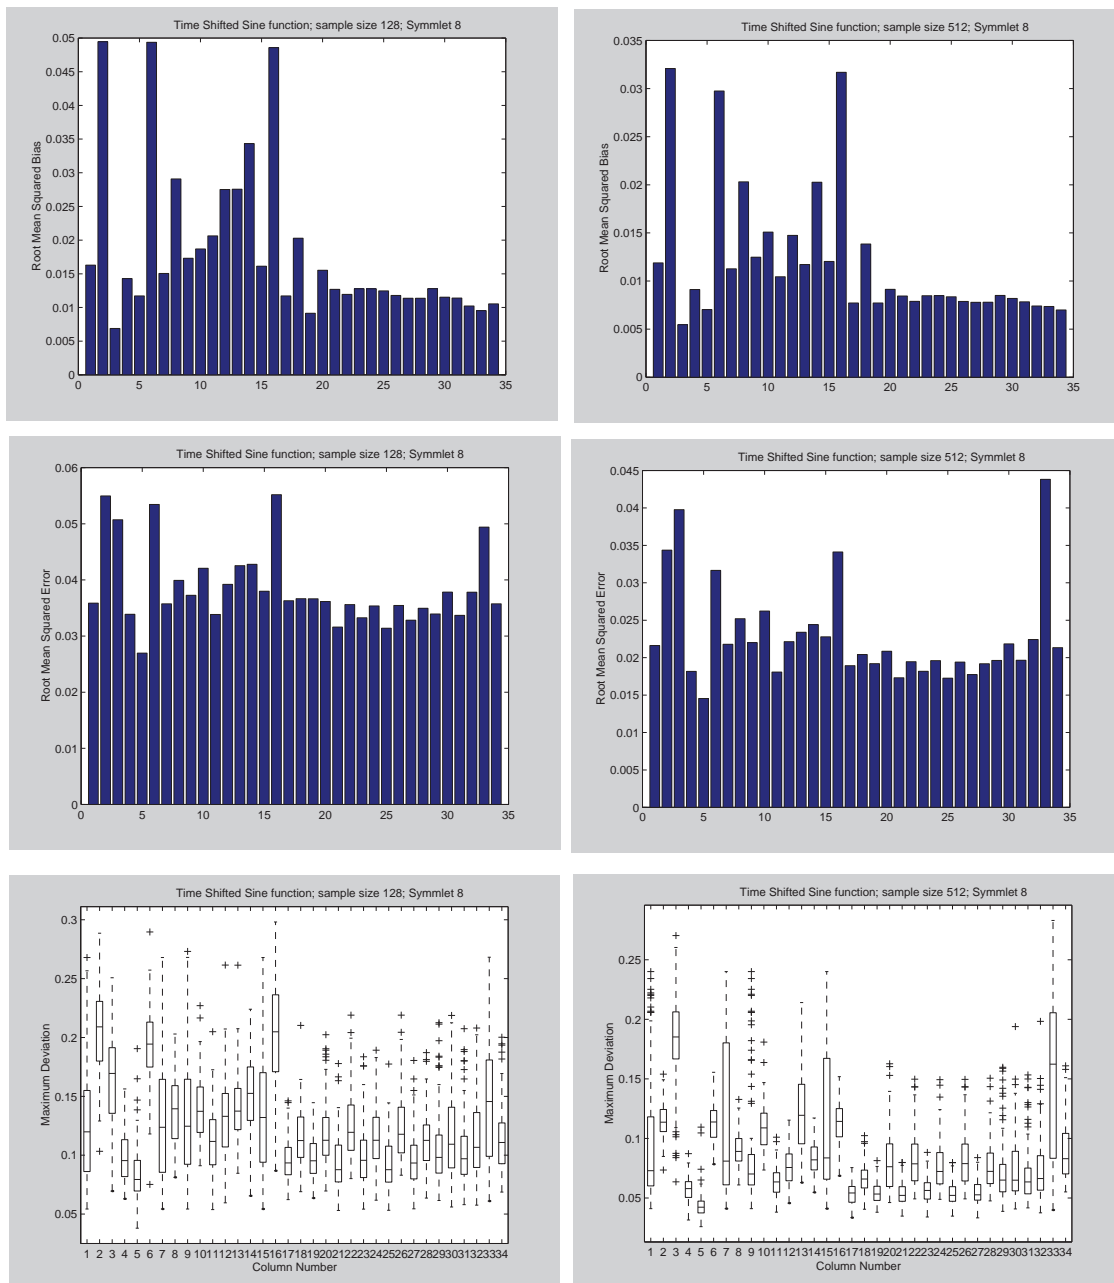 Time Shifted Sine function; sample size 128; Symmlet 8
0.05
0.045
0.04
0.035
0.03
0.025
0.02
0.015
0.01
0.005
0
Root Mean Squared Bias
0 5 10 15 20 25 30 35
Time Shifted Sine function; sample size 512; Symmlet 8
0.035
0.03
0.025
0.02
0.015
0.01
0.005
0
Root Mean Squared Bias
0 5 10 15 20 25 30 35
Time Shifted Sine function; sample size 128; Symmlet 8
0.06
0.05
0.04
0.03
0.02
0.01
0
Root Mean Squared Error
0 5 10 15 20 25 30 35
Time Shifted Sine function; sample size 512; Symmlet 8
0.045
0.04
0.035
0.03
0.025
0.02
0.015
0.01
0.005
0
Root Mean Squared Error
0 5 10 15 20 25 30 35
Time Shifted Sine function; sample size 128; Symmlet 8
0.3
0.25
0.2
0.15
0.1
0.05
Maximum Deviation
1 2 3 4 5 6 7 8 9 10 11 12 13 14 15 16 17 18 19 20 21 22 23 24 25 26 27 28 29 30 31 32 33 34
Column Number
Time Shifted Sine function; sample size 512; Symmlet 8
0.25
0.2
0.15
0.1
0.05
Maximum Deviation
1 2 3 4 5 6 7 8 9 10 11 12 13 14 15 16 17 18 19 20 21 22 23 24 25 26 27 28 29 30 31 32 33 34
Column Number